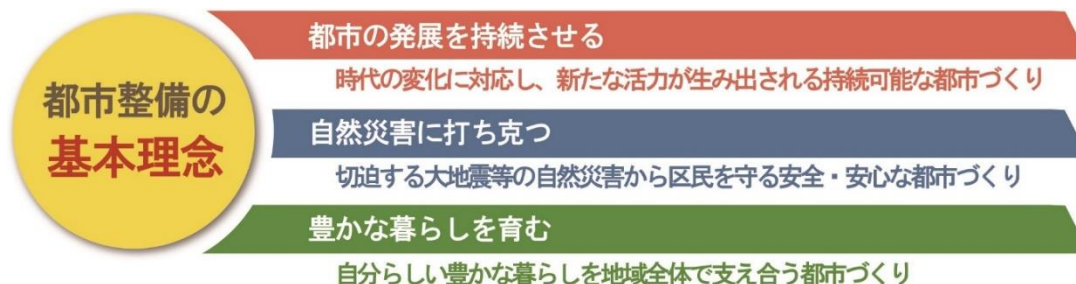 都市整備の
基本理念
都市の発展を持続させる
時代の変化に対応し、新たな活力が生み出される持続可能な都市づくり
自然災害に打ち克つ
切迫する大地震等の自然災害から区民を守る安全・安心な都市づくり
豊かな暮らしを育む
自分らしい豊かな暮らしを地域全体で支え合う都市づくり